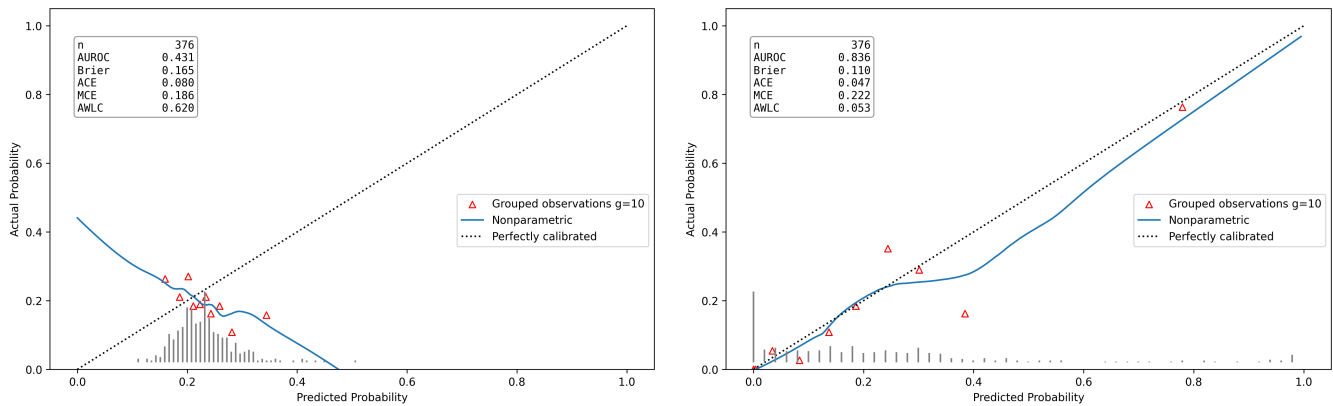 1.0
0.8
0.6
0.4
0.2
0.0
Actual Probability
n 376
AUROC 0.431
Brier 0.165
ACE 0.080
MCE 0.186
AWLC 0.620
Grouped observations g=10
Nonparametric
Perfectly calibrated
0.0 0.2 0.4 0.6 0.8 1.0
Predicted Probability
1.0
0.8
0.6
0.4
0.2
0.0
Actual Probability
n 376
AUROC 0.836
Brier 0.110
ACE 0.047
MCE 0.222
AWLC 0.053
Grouped observations g=10
Nonparametric
Perfectly calibrated
0.0 0.2 0.4 0.6 0.8 1.0
Predicted Probability